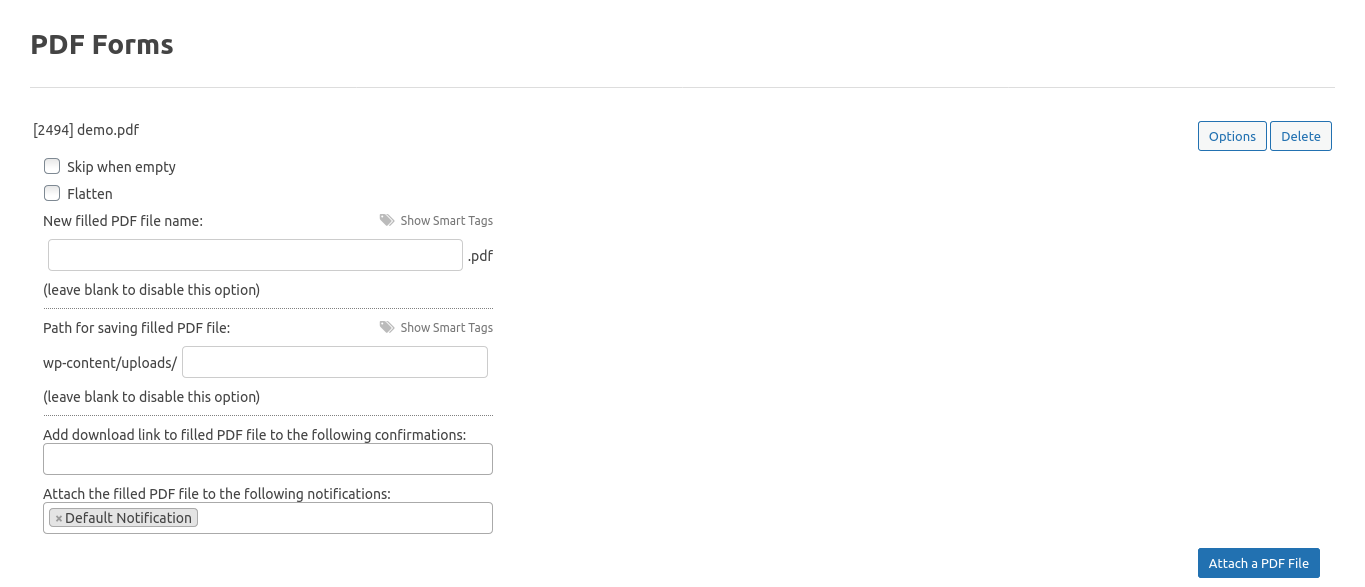 PDF Forms
[2494] demo.pdf
Options Delete
Skip when empty
Flatten
New filled PDF file name: Show Smart Tags
.pdf
(leave blank to disable this option)
Path for saving filled PDF file: Show Smart Tags
wp-content/uploads/
(leave blank to disable this option)
Add download link to filled PDF file to the following confirmations:
Attach the filled PDF file to the following notifications:
× Default Notification
Attach a PDF File